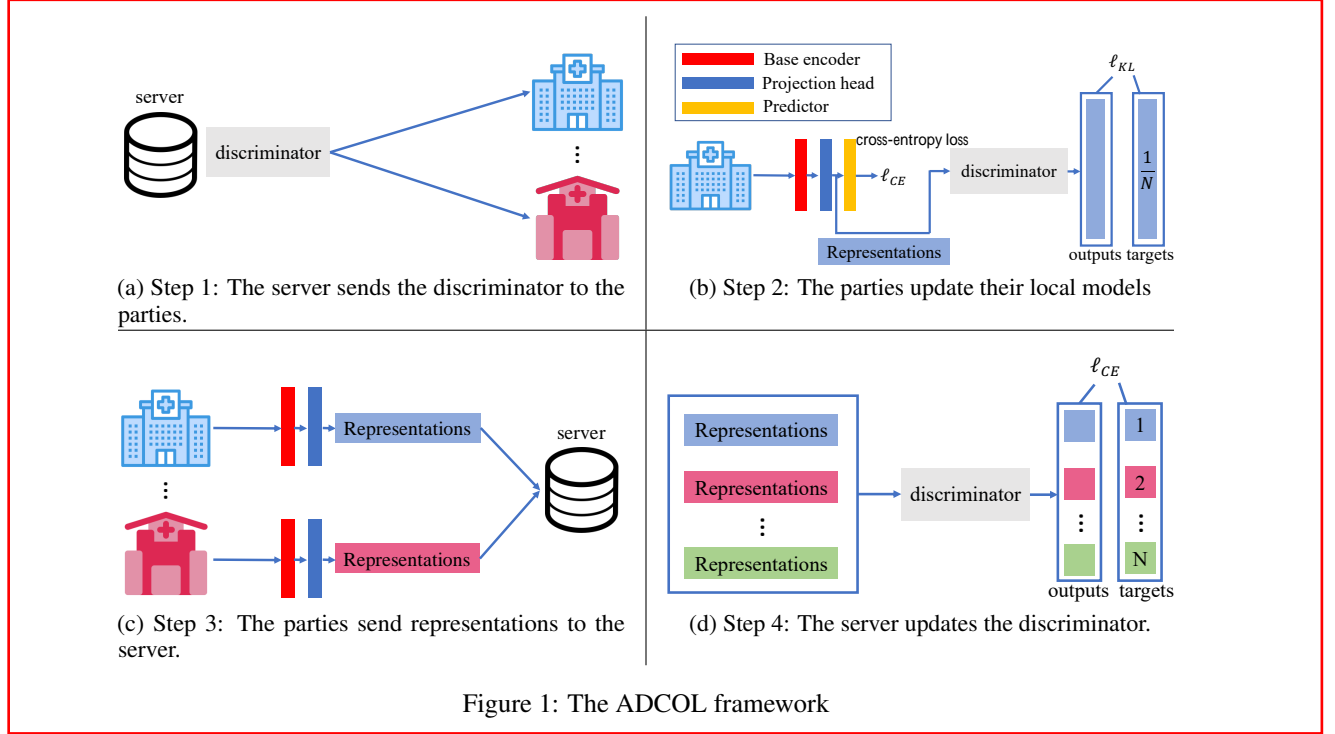 server
discriminator
(a) Step 1: The server sends the discriminator to the
parties.
Base encoder
Projection head
Predictor
cross-entropy loss
ℓ_CE
Representations
discriminator
ℓ_KL
1/N
outputs targets
(b) Step 2: The parties update their local models
Representations
Representations
server
(c) Step 3: The parties send representations to the
server.
Representations
Representations
Representations
discriminator
ℓ_CE
1
2
N
outputs targets
(d) Step 4: The server updates the discriminator.
Figure 1: The ADCOL framework